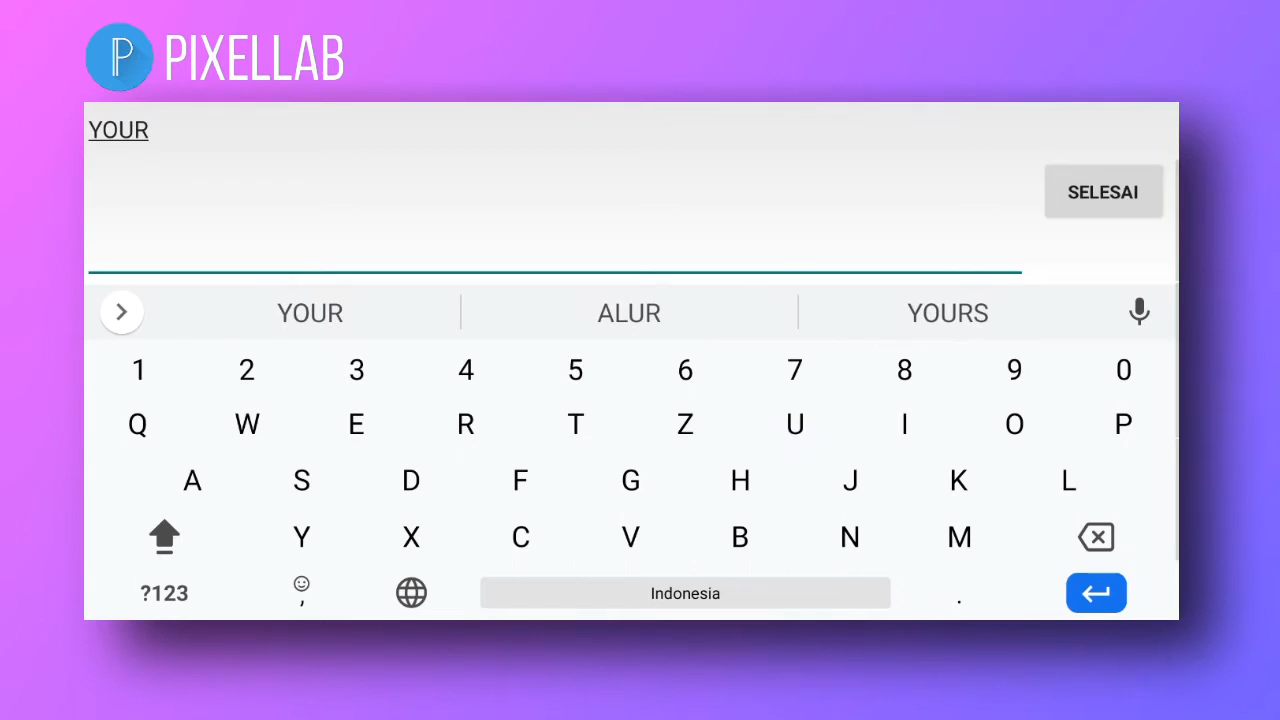 PIXELLAB
YOUR
SELESAI
YOUR ALUR YOURS
1 2 3 4 5 6 7 8 9 0
Q W E R T Z U I O P
A S D F G H J K L
Y X C V B N M
?123 , Indonesia .